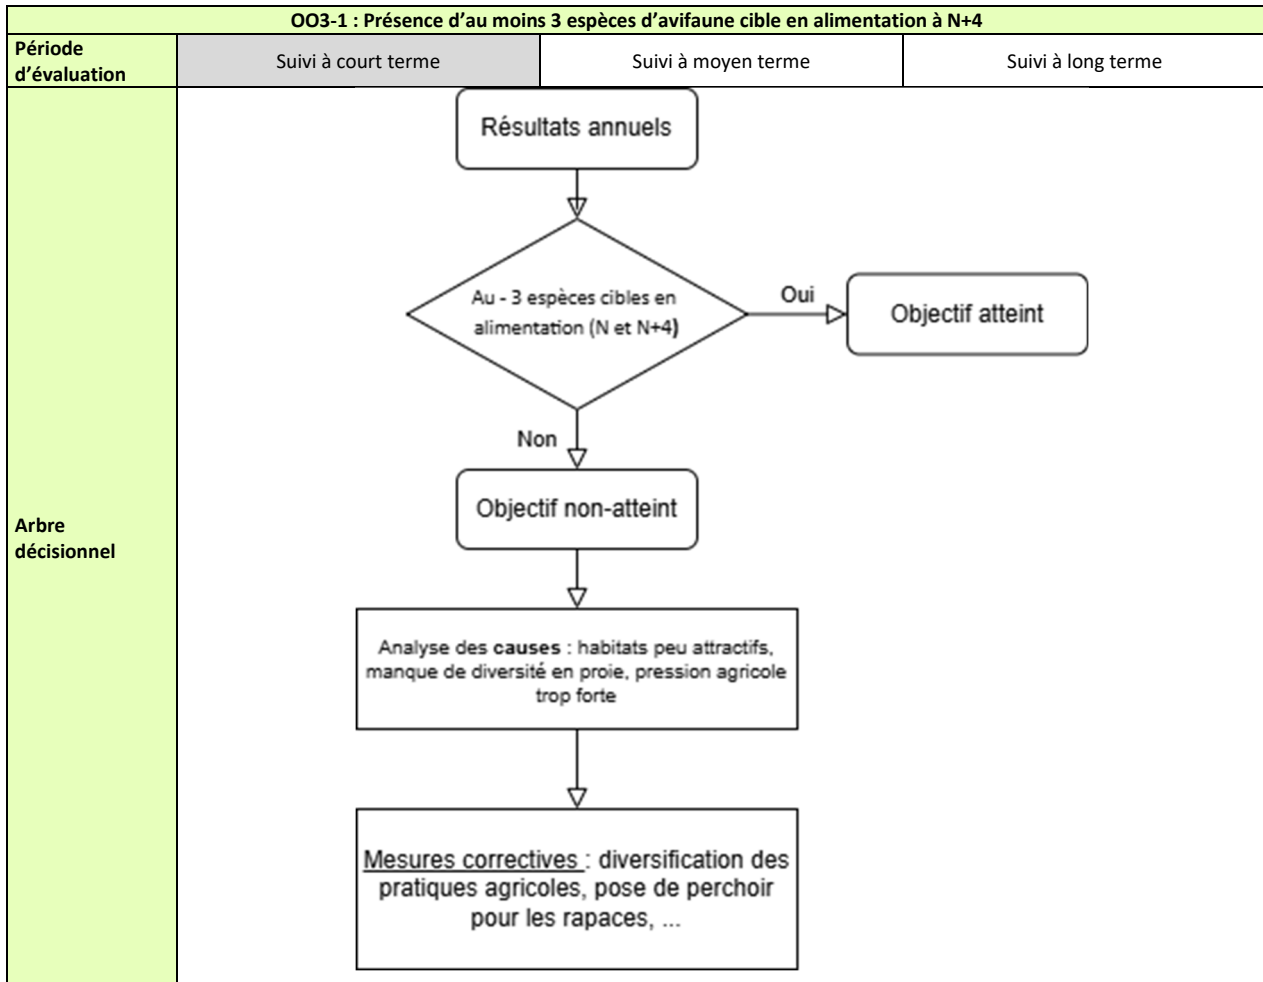 OO3-1 : Présence d’au moins 3 espèces d’avifaune cible en alimentation à N+4
Période
d’évaluation
Suivi à court terme
Suivi à moyen terme
Suivi à long terme
Arbre
décisionnel
Résultats annuels
Au - 3 espèces cibles en
alimentation (N et N+4)
Oui
Objectif atteint
Non
Objectif non-atteint
Analyse des causes : habitats peu attractifs,
manque de diversité en proie, pression agricole
trop forte
Mesures correctives : diversification des
pratiques agricoles, pose de perchoir
pour les rapaces, ...